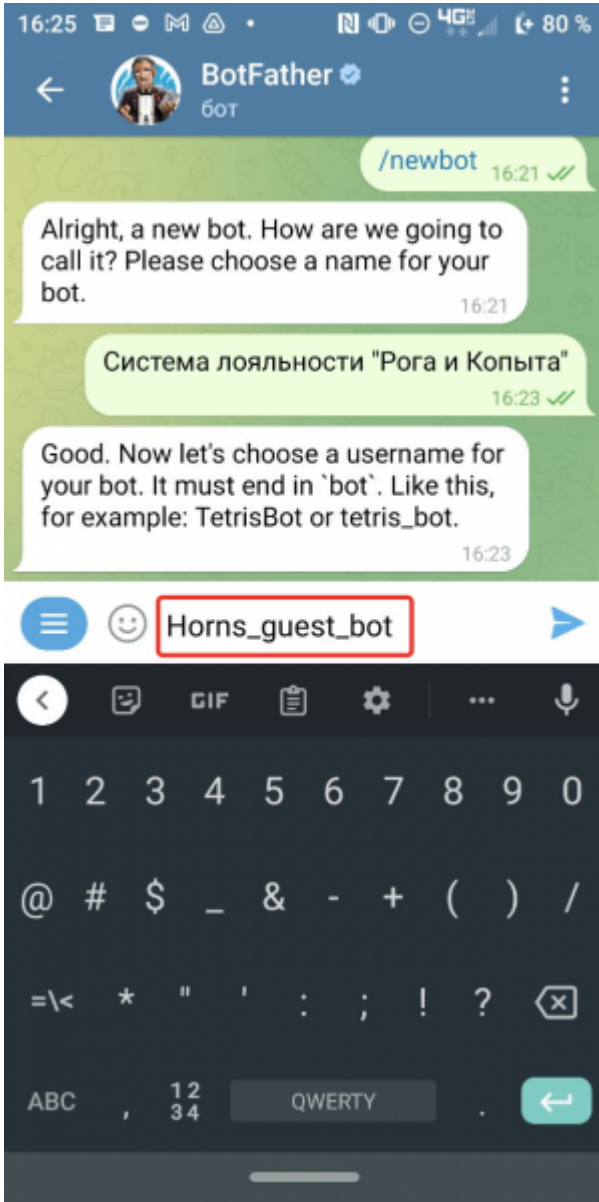 16:25 4G 80 %
BotFather
бот
/newbot 16:21
Alright, a new bot. How are we going to
call it? Please choose a name for your
bot.
16:21
Система лояльности "Рога и Копыта"
16:23
Good. Now let's choose a username for
your bot. It must end in `bot`. Like this,
for example: TetrisBot or tetris_bot.
16:23
Horns_guest_bot
GIF
1 2 3 4 5 6 7 8 9 0
@ # $ _ & - + ( ) /
=\< * " ' : ; ! ?
ABC , 12 QWERTY .
34